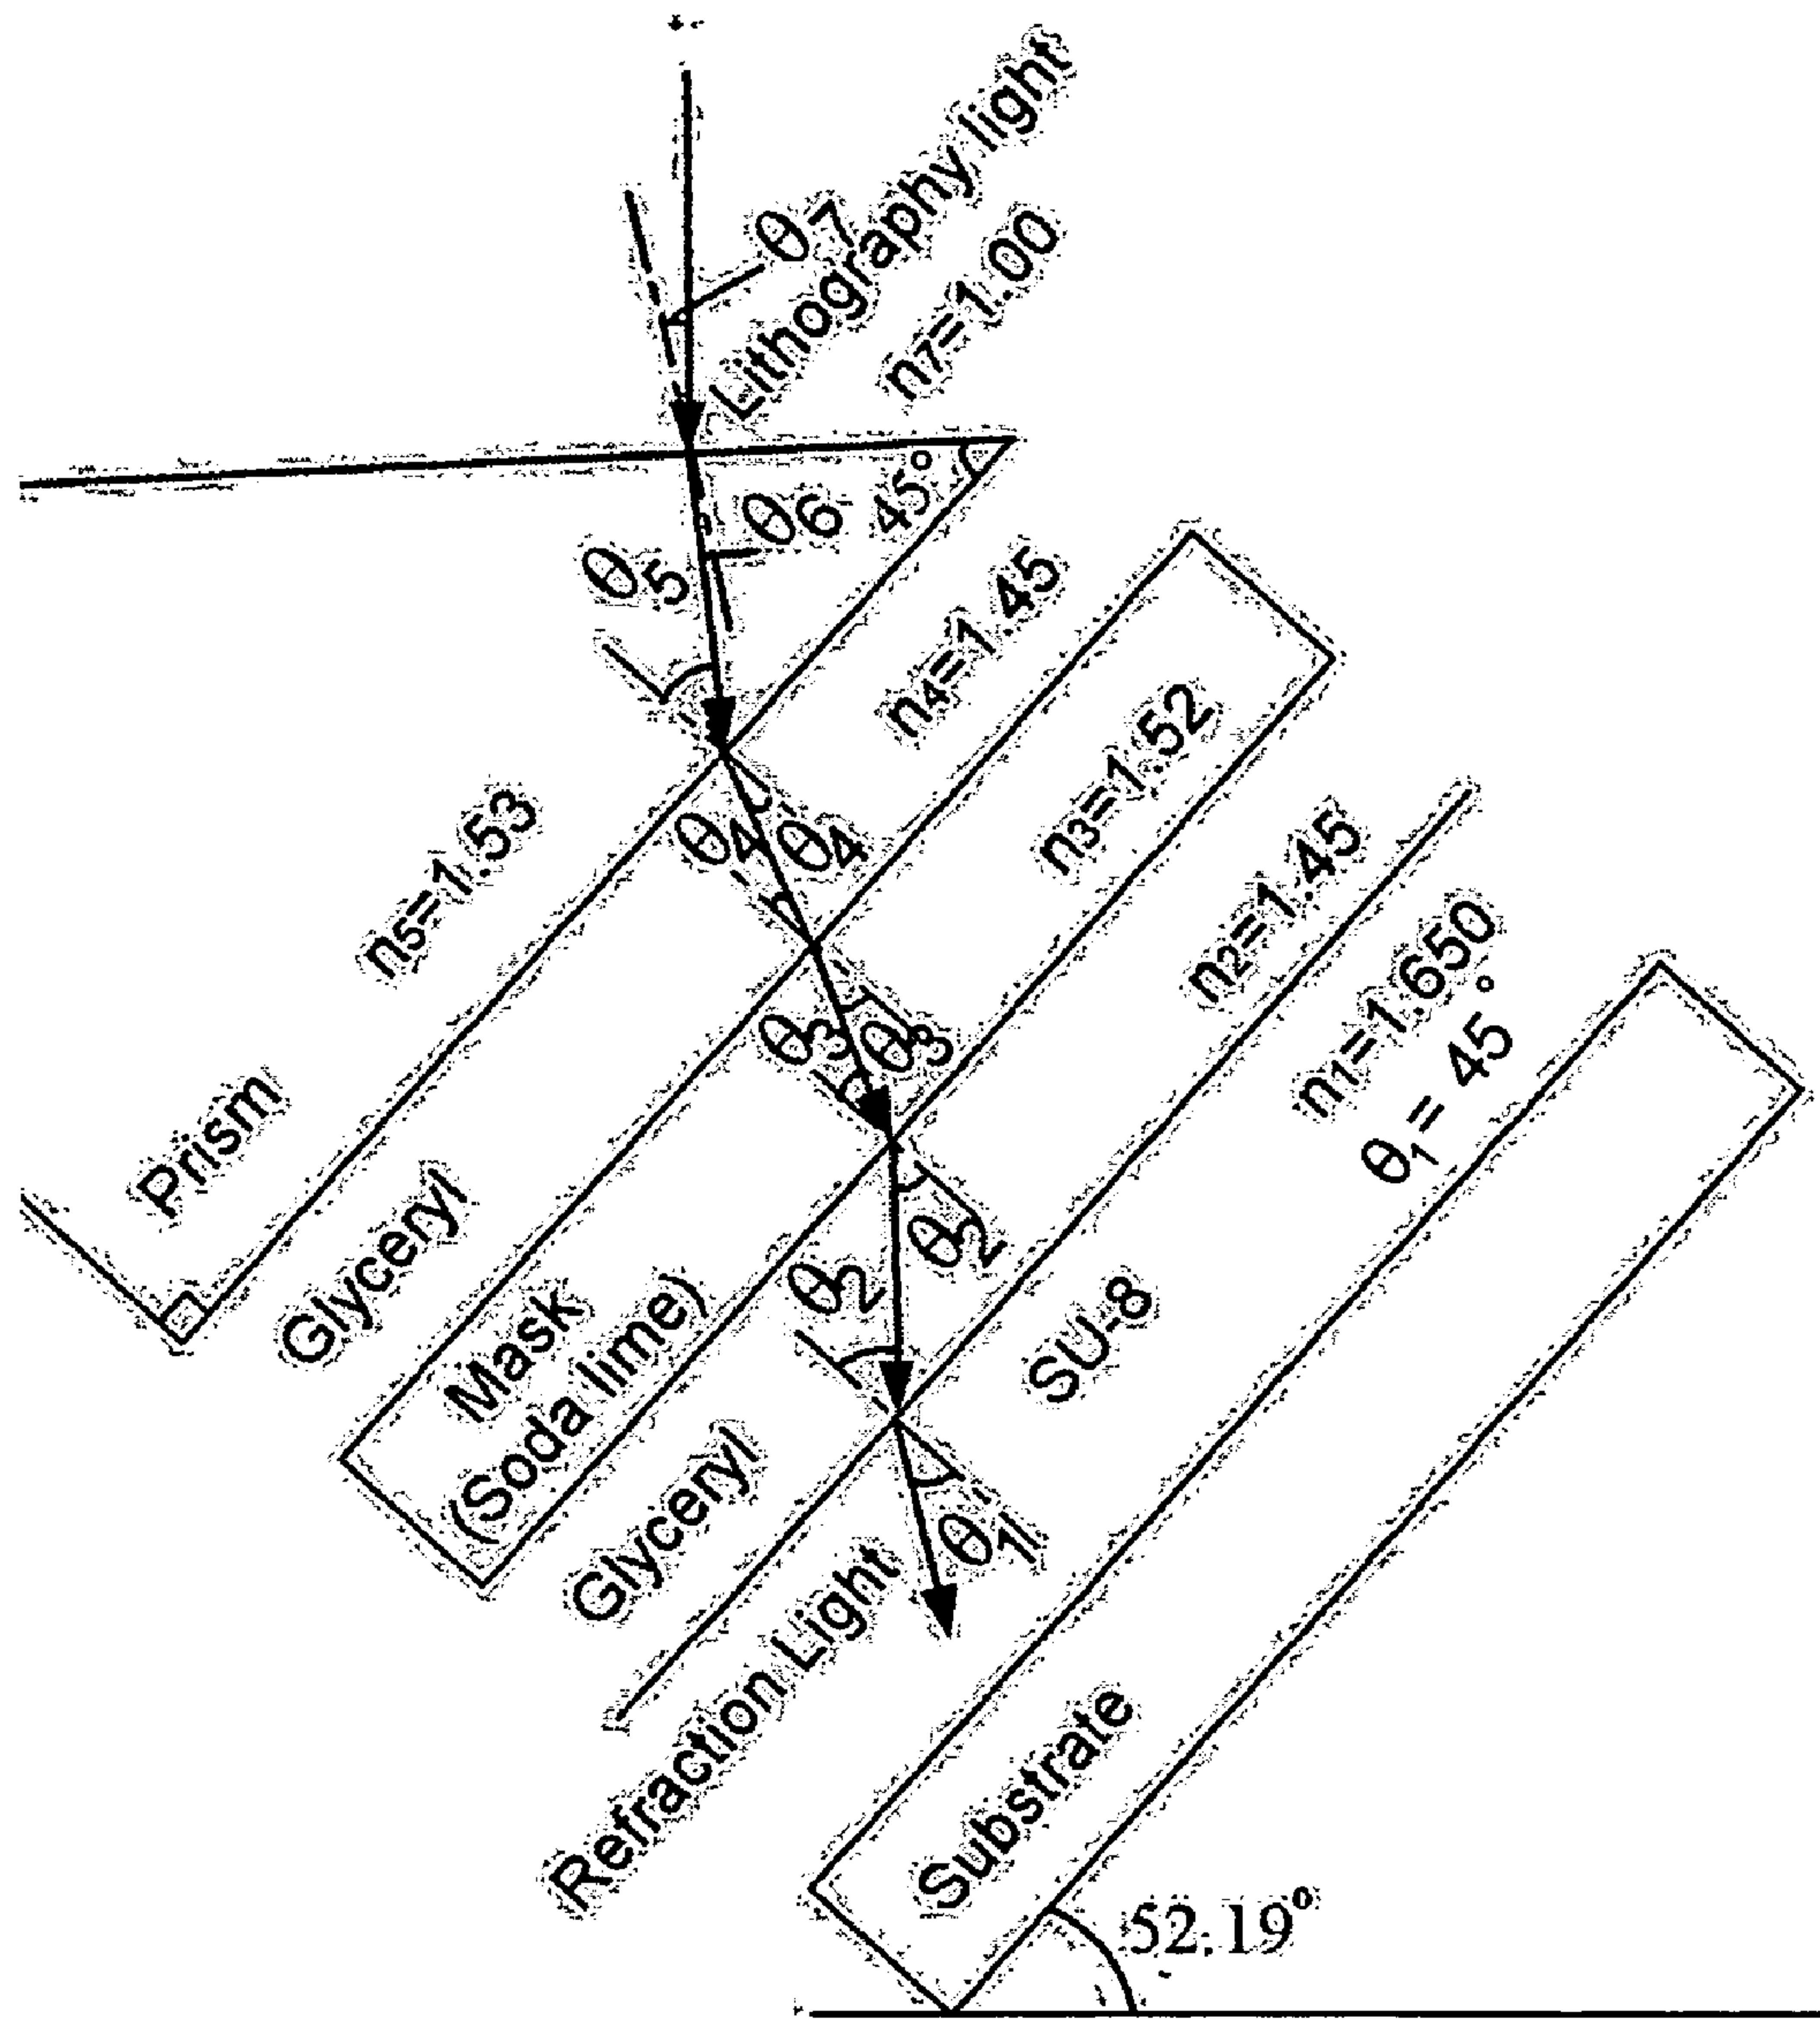 θ7
Lithography light
n7=1.00
θ6
45°
θ5
n4=1.45
n5=1.53
θ4
θ4
n3=1.52
n2=1.45
n1=1.650
θ1= 45°
θ3
θ3
Prism
Glyceryl
Mask
(Soda lime)
θ2
θ2
SU-8
Glyceryl
θ1
Refraction Light
Substrate
52.19°